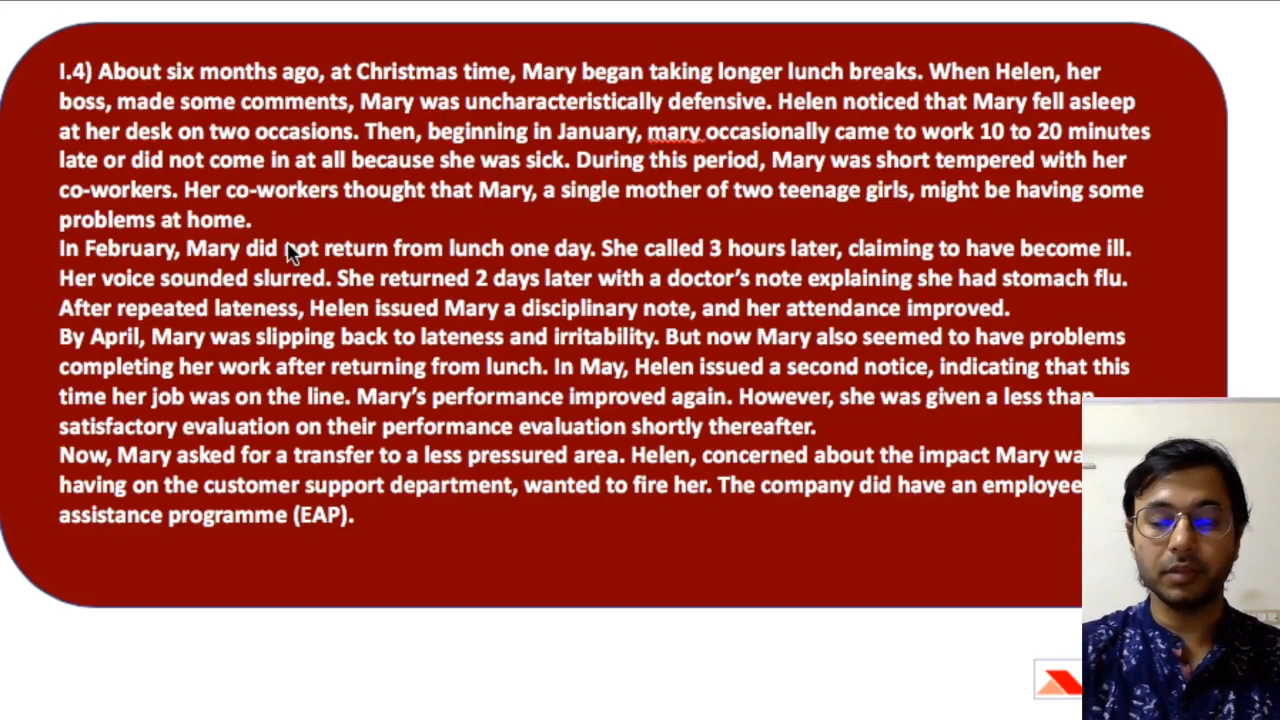 I.4) About six months ago, at Christmas time, Mary began taking longer lunch breaks. When Helen, her
boss, made some comments, Mary was uncharacteristically defensive. Helen noticed that Mary fell asleep
at her desk on two occasions. Then, beginning in January, mary occasionally came to work 10 to 20 minutes
late or did not come in at all because she was sick. During this period, Mary was short tempered with her
co-workers. Her co-workers thought that Mary, a single mother of two teenage girls, might be having some
problems at home.
In February, Mary did not return from lunch one day. She called 3 hours later, claiming to have become ill.
Her voice sounded slurred. She returned 2 days later with a doctor’s note explaining she had stomach flu.
After repeated lateness, Helen issued Mary a disciplinary note, and her attendance improved.
By April, Mary was slipping back to lateness and irritability. But now Mary also seemed to have problems
completing her work after returning from lunch. In May, Helen issued a second notice, indicating that this
time her job was on the line. Mary’s performance improved again. However, she was given a less than
satisfactory evaluation on their performance evaluation shortly thereafter.
Now, Mary asked for a transfer to a less pressured area. Helen, concerned about the impact Mary
having on the customer support department, wanted to fire her. The company did have an employee
assistance programme (EAP).